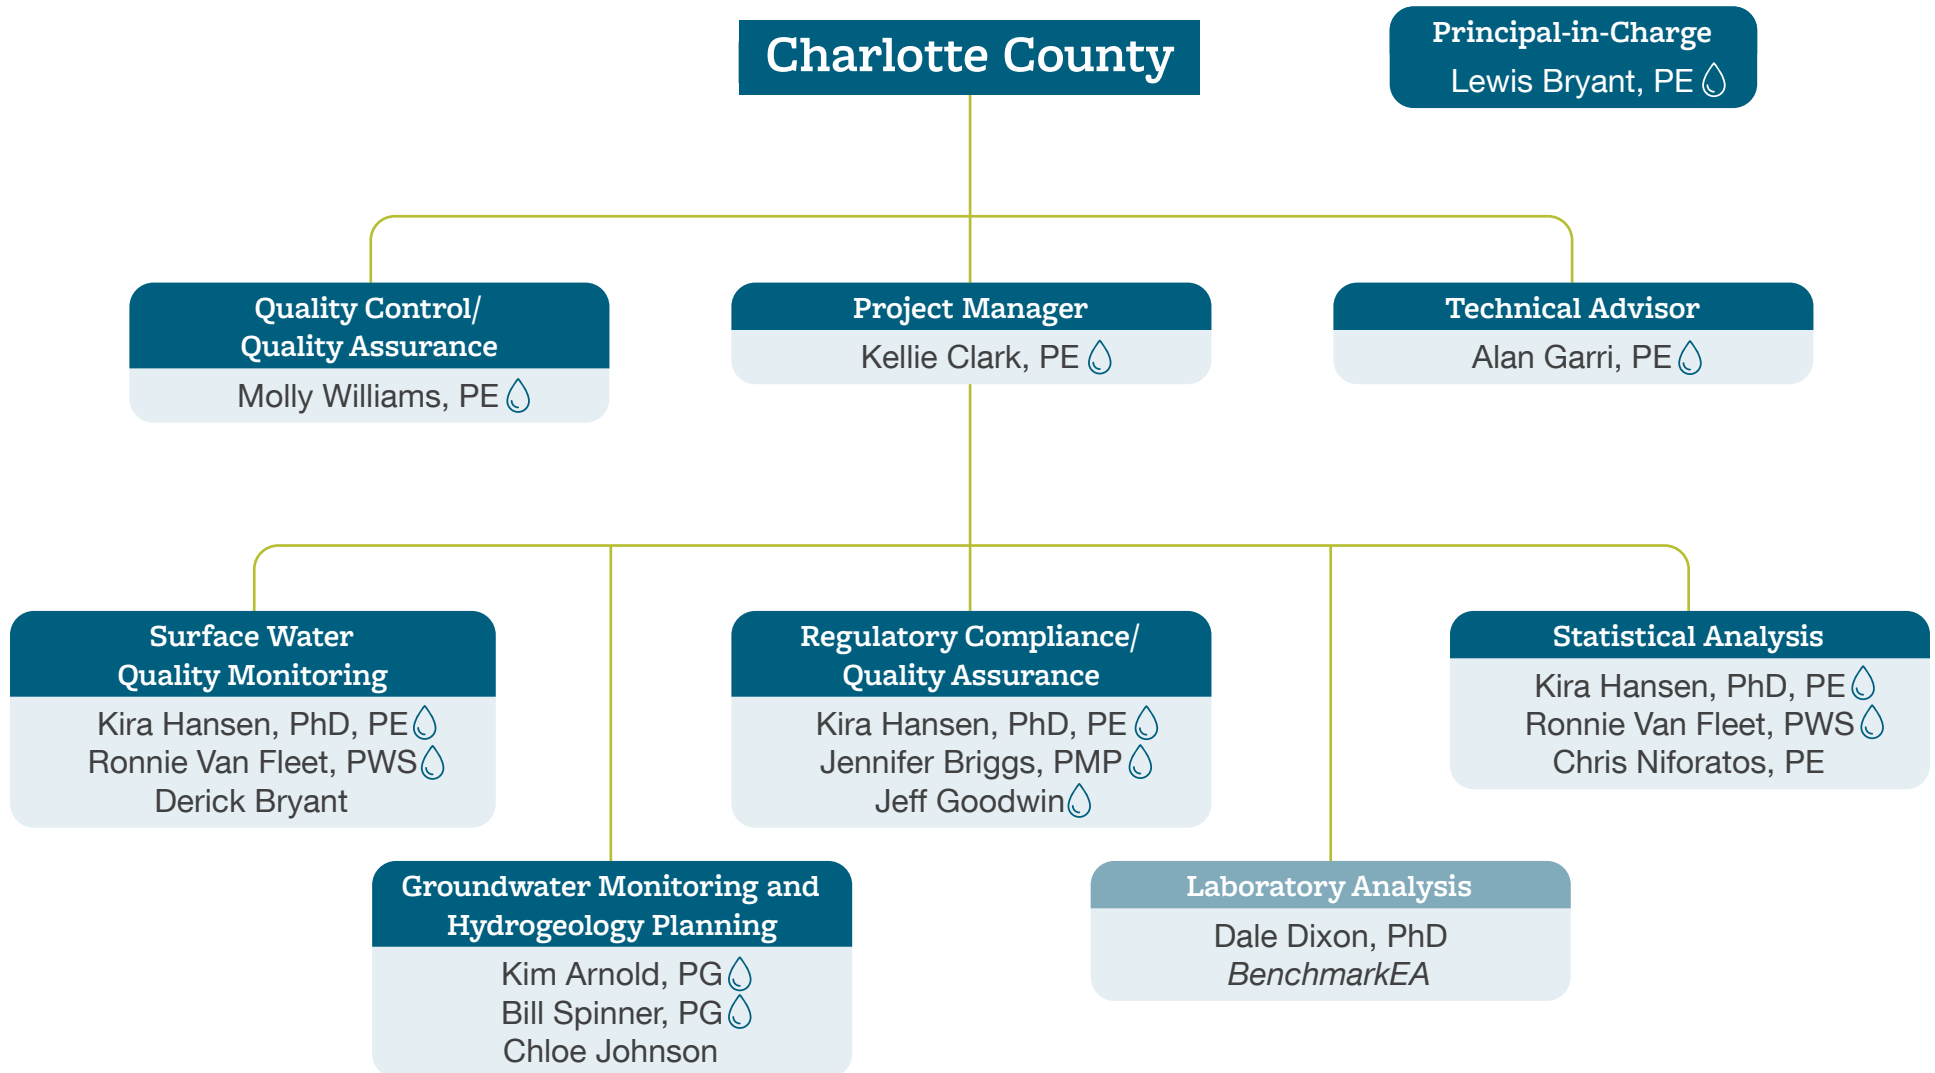 Charlotte County
Principal-in-Charge
Lewis Bryant, PE
Quality Control/
Quality Assurance
Molly Williams, PE
Project Manager
Kellie Clark, PE
Technical Advisor
Alan Garri, PE
Surface Water
Quality Monitoring
Kira Hansen, PhD, PE
Ronnie Van Fleet, PWS
Derick Bryant
Regulatory Compliance/
Quality Assurance
Kira Hansen, PhD, PE
Jennifer Briggs, PMP
Jeff Goodwin
Statistical Analysis
Kira Hansen, PhD, PE
Ronnie Van Fleet, PWS
Chris Niforatos, PE
Groundwater Monitoring and
Hydrogeology Planning
Kim Arnold, PG
Bill Spinner, PG
Chloe Johnson
Laboratory Analysis
Dale Dixon, PhD
BenchmarkEA